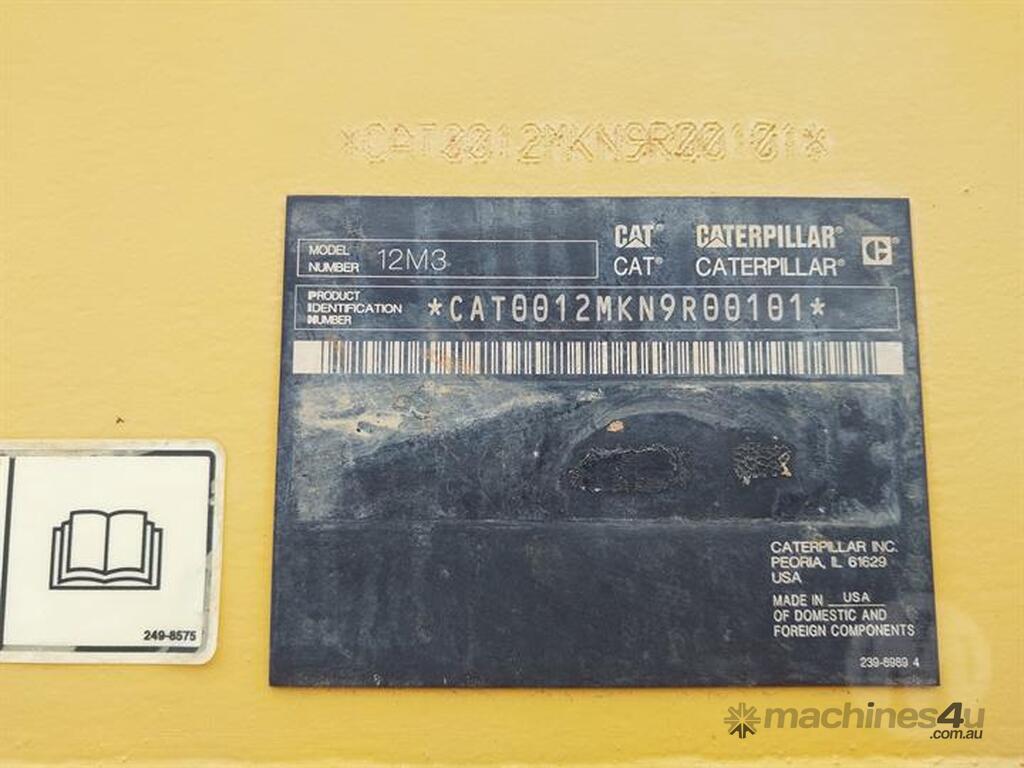 *CAT0012MKN9R00101*
MODEL NUMBER 12M3
CAT® CATERPILLAR®
CAT® CATERPILLAR®
PRODUCT IDENTIFICATION NUMBER *CAT0012MKN9R00101*
CATERPILLAR INC.
PEORIA, IL 61629
USA
MADE IN USA
OF DOMESTIC AND
FOREIGN COMPONENTS
239-8989 4
249-8575
machines4u
.com.au